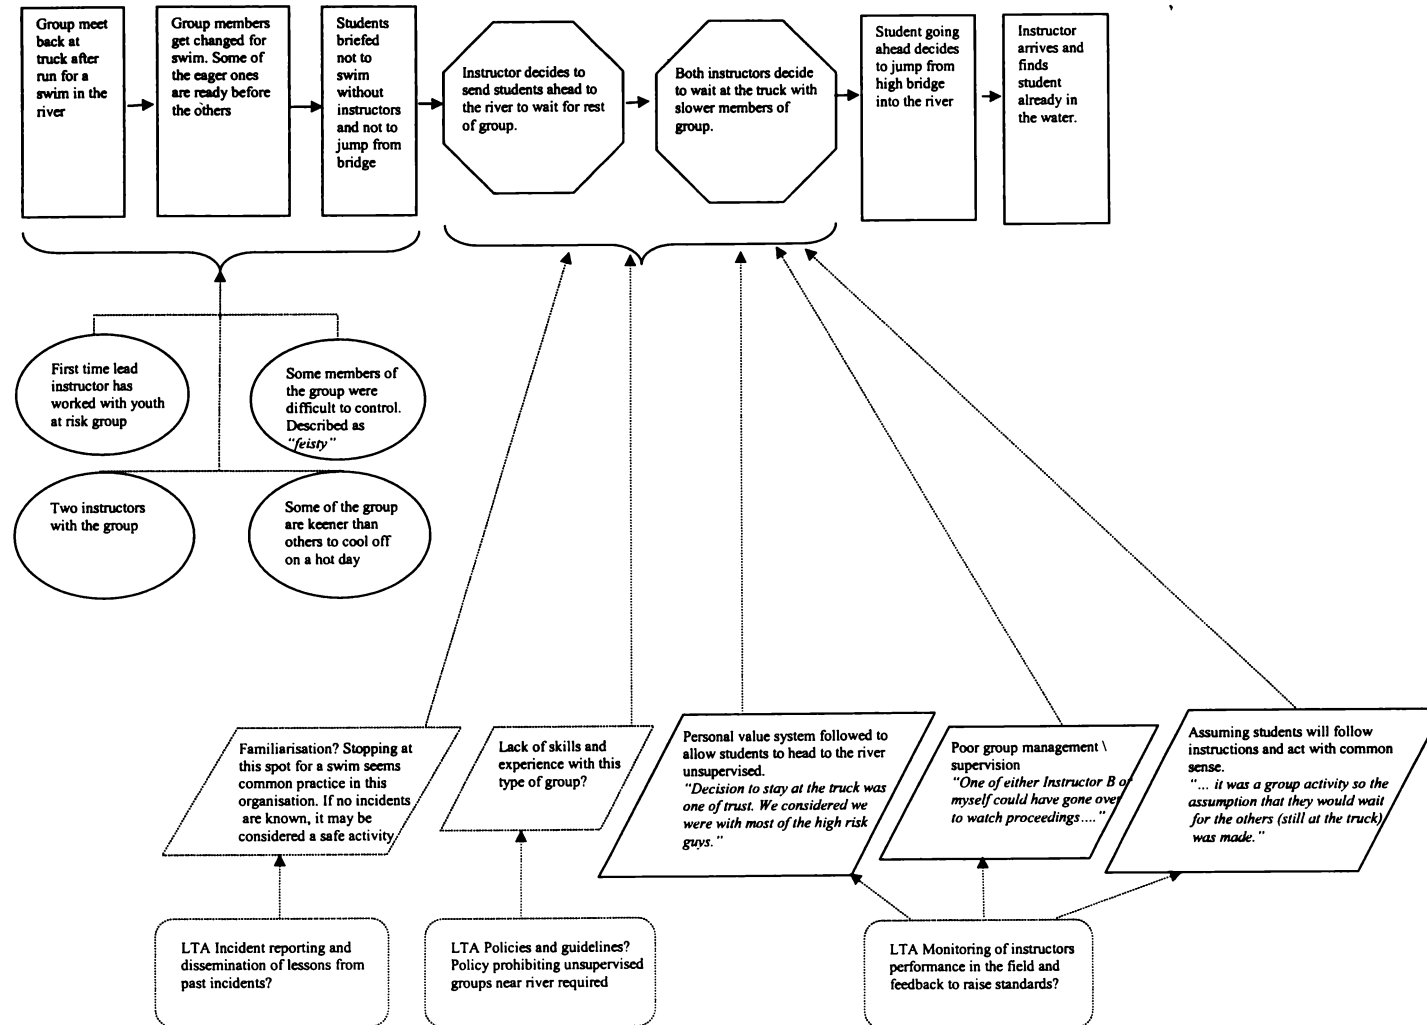 Group meet
back at
truck after
run for a
swim in the
river
Group members
get changed for
swim. Some of
the eager ones
are ready before
the others
Students
briefed
not to
swim
without
instructors
and not to
jump from
bridge
Instructor decides to
send students ahead to
the river to wait for rest
of group.
Both instructors decide
to wait at the truck with
slower members of
group.
Student going
ahead decides
to jump from
high bridge
into the river
Instructor
arrives and
finds
student
already in
the water.
First time lead
instructor has
worked with youth
at risk group
Some members of
the group were
difficult to control.
Described as
"feisty"
Two instructors
with the group
Some of the group
are keener than
others to cool off
on a hot day
Familiarisation? Stopping at
this spot for a swim seems
common practice in this
organisation. If no incidents
are known, it may be
considered a safe activity
Lack of skills and
experience with this
type of group?
Personal value system followed to
allow students to head to the river
unsupervised.
"Decision to stay at the truck was
one of trust. We considered we
were with most of the high risk
guys."
Poor group management \
supervision
"One of either Instructor B or
myself could have gone over
to watch proceedings...."
Assuming students will follow
instructions and act with common
sense.
"... it was a group activity so the
assumption that they would wait
for the others (still at the truck)
was made."
LTA Incident reporting and
dissemination of lessons from
past incidents?
LTA Policies and guidelines?
Policy prohibiting unsupervised
groups near river required
LTA Monitoring of instructors
performance in the field and
feedback to raise standards?